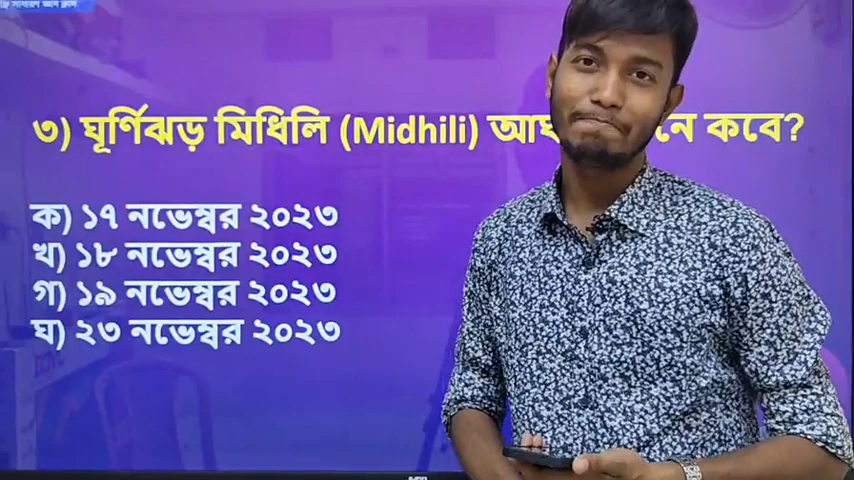 ফ্রি সাধারণ জ্ঞান ক্লাস
৩) ঘূর্ণিঝড় মিধিলি (Midhili) কবে?
ক) ১৭ নভেম্বর ২০২৩
খ) ১৮ নভেম্বর ২০২৩
গ) ১৯ নভেম্বর ২০২৩
ঘ) ২৩ নভেম্বর ২০২৩